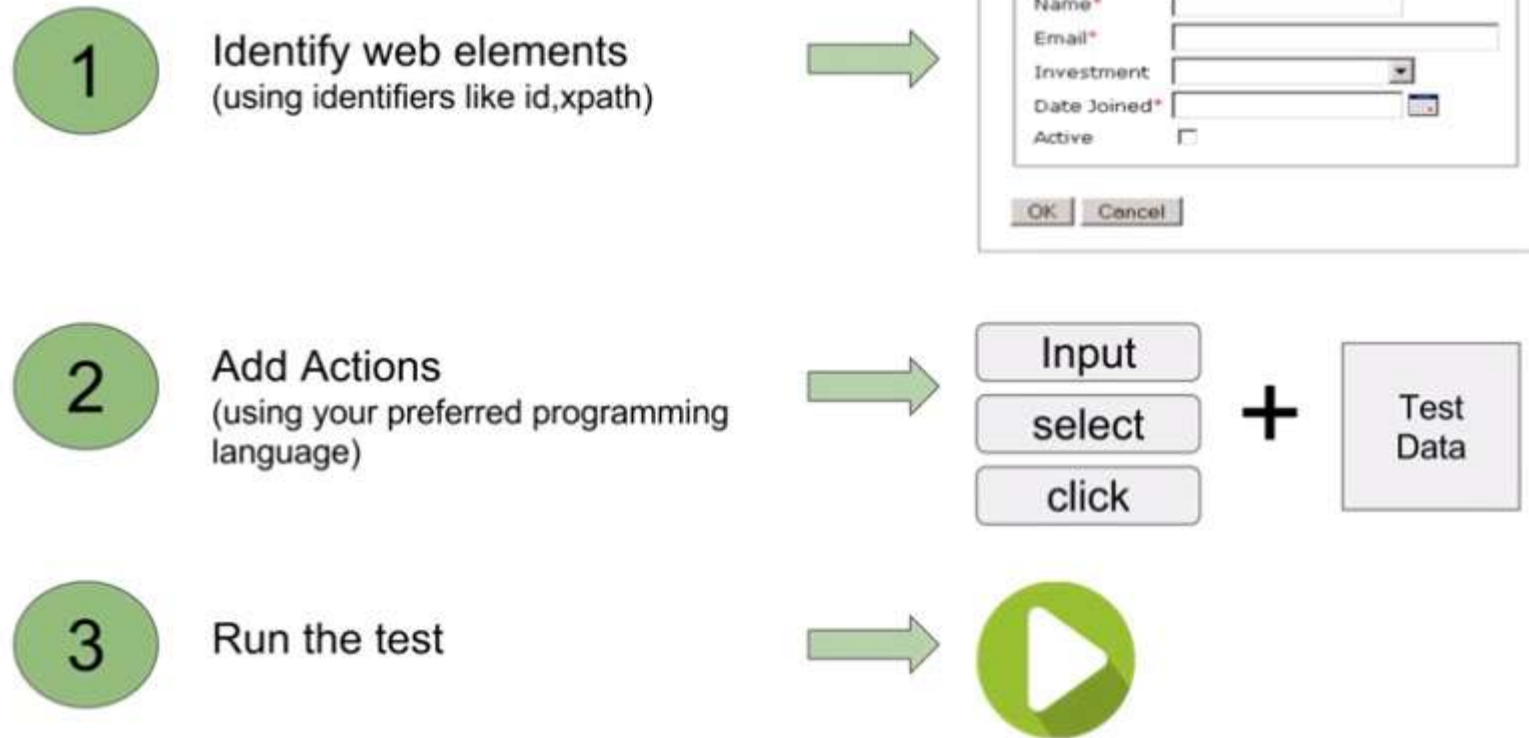 1
Identify web elements
(using identifiers like id,xpath)
Name*
Email*
Investment
Date Joined*
Active
OK
Cancel
2
Add Actions
(using your preferred programming
language)
Input
select
click
+
Test
Data
3
Run the test